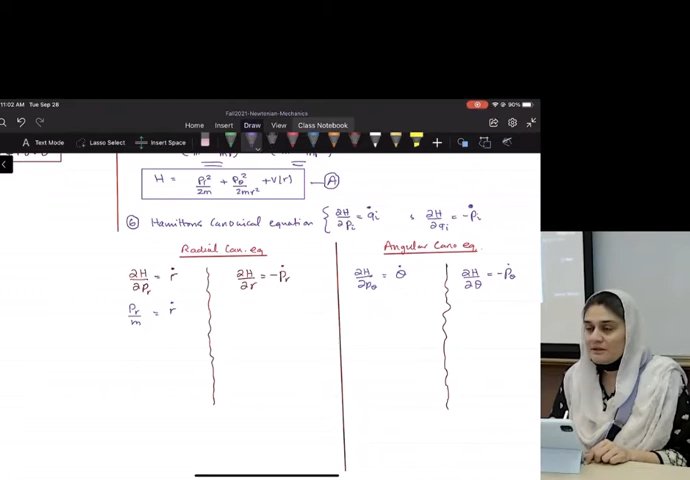 11:02 AM Tue Sep 28
90%
Fall2021-Newtonian-Mechanics
Home Insert Draw View Class Notebook
Text Mode Lasso Select Insert Space
H = Pr²/2m + Pθ²/2mr² + V(r) — (A)
⑥ Hamiltons canonical equation { ∂H/∂pᵢ = q̇ᵢ , ∂H/∂qᵢ = -ṗᵢ
Radial Can. eq
Angular Cano eq.
∂H/∂Pr = ṙ
∂H/∂r = -Ṗr
∂H/∂pθ = θ̇
∂H/∂θ = -Ṗθ
Pr/m = ṙ